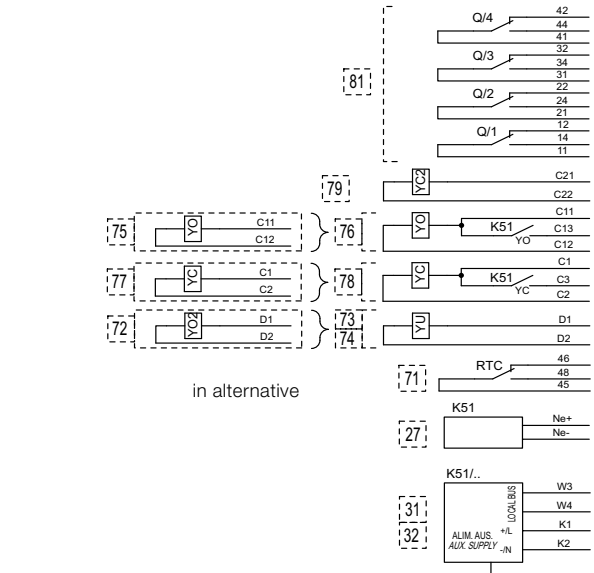 42
Q/4
44
41
32
Q/3
34
31
81
22
Q/2
24
21
12
Q/1
14
11
79
YC2
C21
C22
75
YO
C11
C12
76
YO
C11
K51
YO
C13
C12
77
YC
C1
C2
78
YC
C1
K51
YC
C3
C2
72
YO2
D1
D2
73
74
YU
D1
D2
in alternative
71
RTC
46
48
45
27
K51
Ne+
Ne-
K51/..
31
32
LOCAL BUS
W3
W4
ALIM. AUS.
AUX. SUPPLY
+/L
-/N
K1
K2